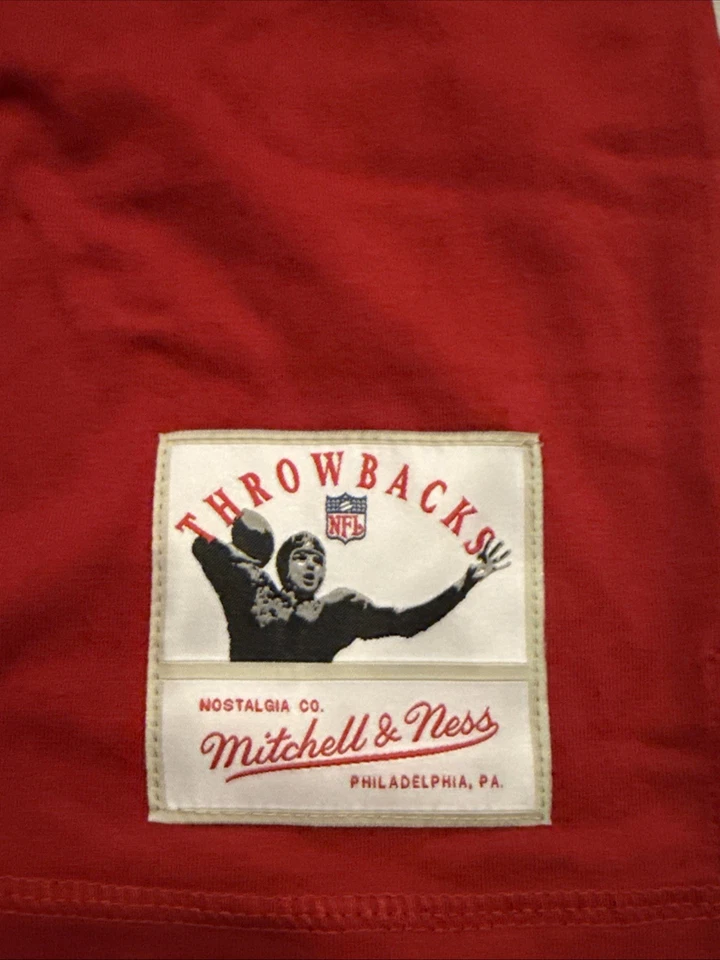 THROWBACKS
NFL
NOSTALGIA CO.
Mitchell & Ness
PHILADELPHIA, PA.